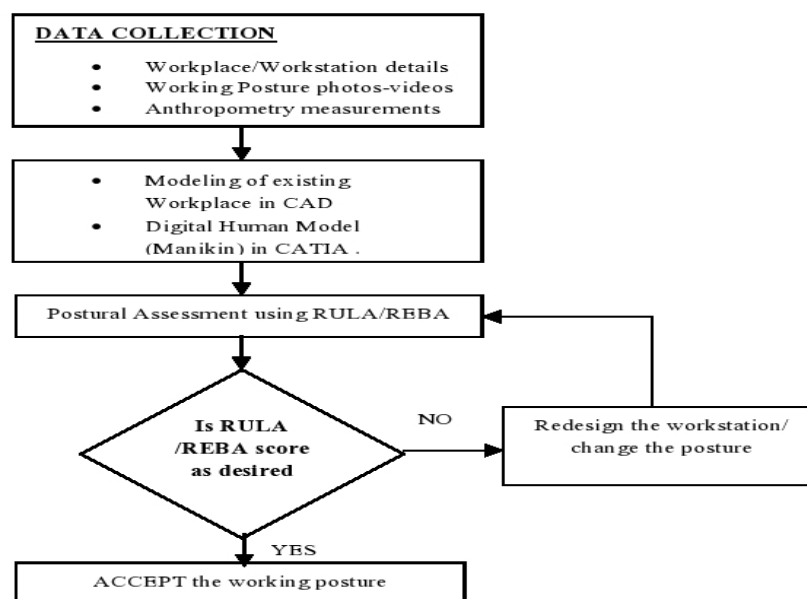 DATA COLLECTION
• Workplace/Workstation details
• Working Posture photos-videos
• Anthropometry measurements
• Modeling of existing
Workplace in CAD
• Digital Human Model
(Manikin) in CATIA .
Postural Assessment using RULA/REBA
Is RULA
/REBA score
as desired
NO
Redesign the workstation/
change the posture
YES
ACCEPT the working posture